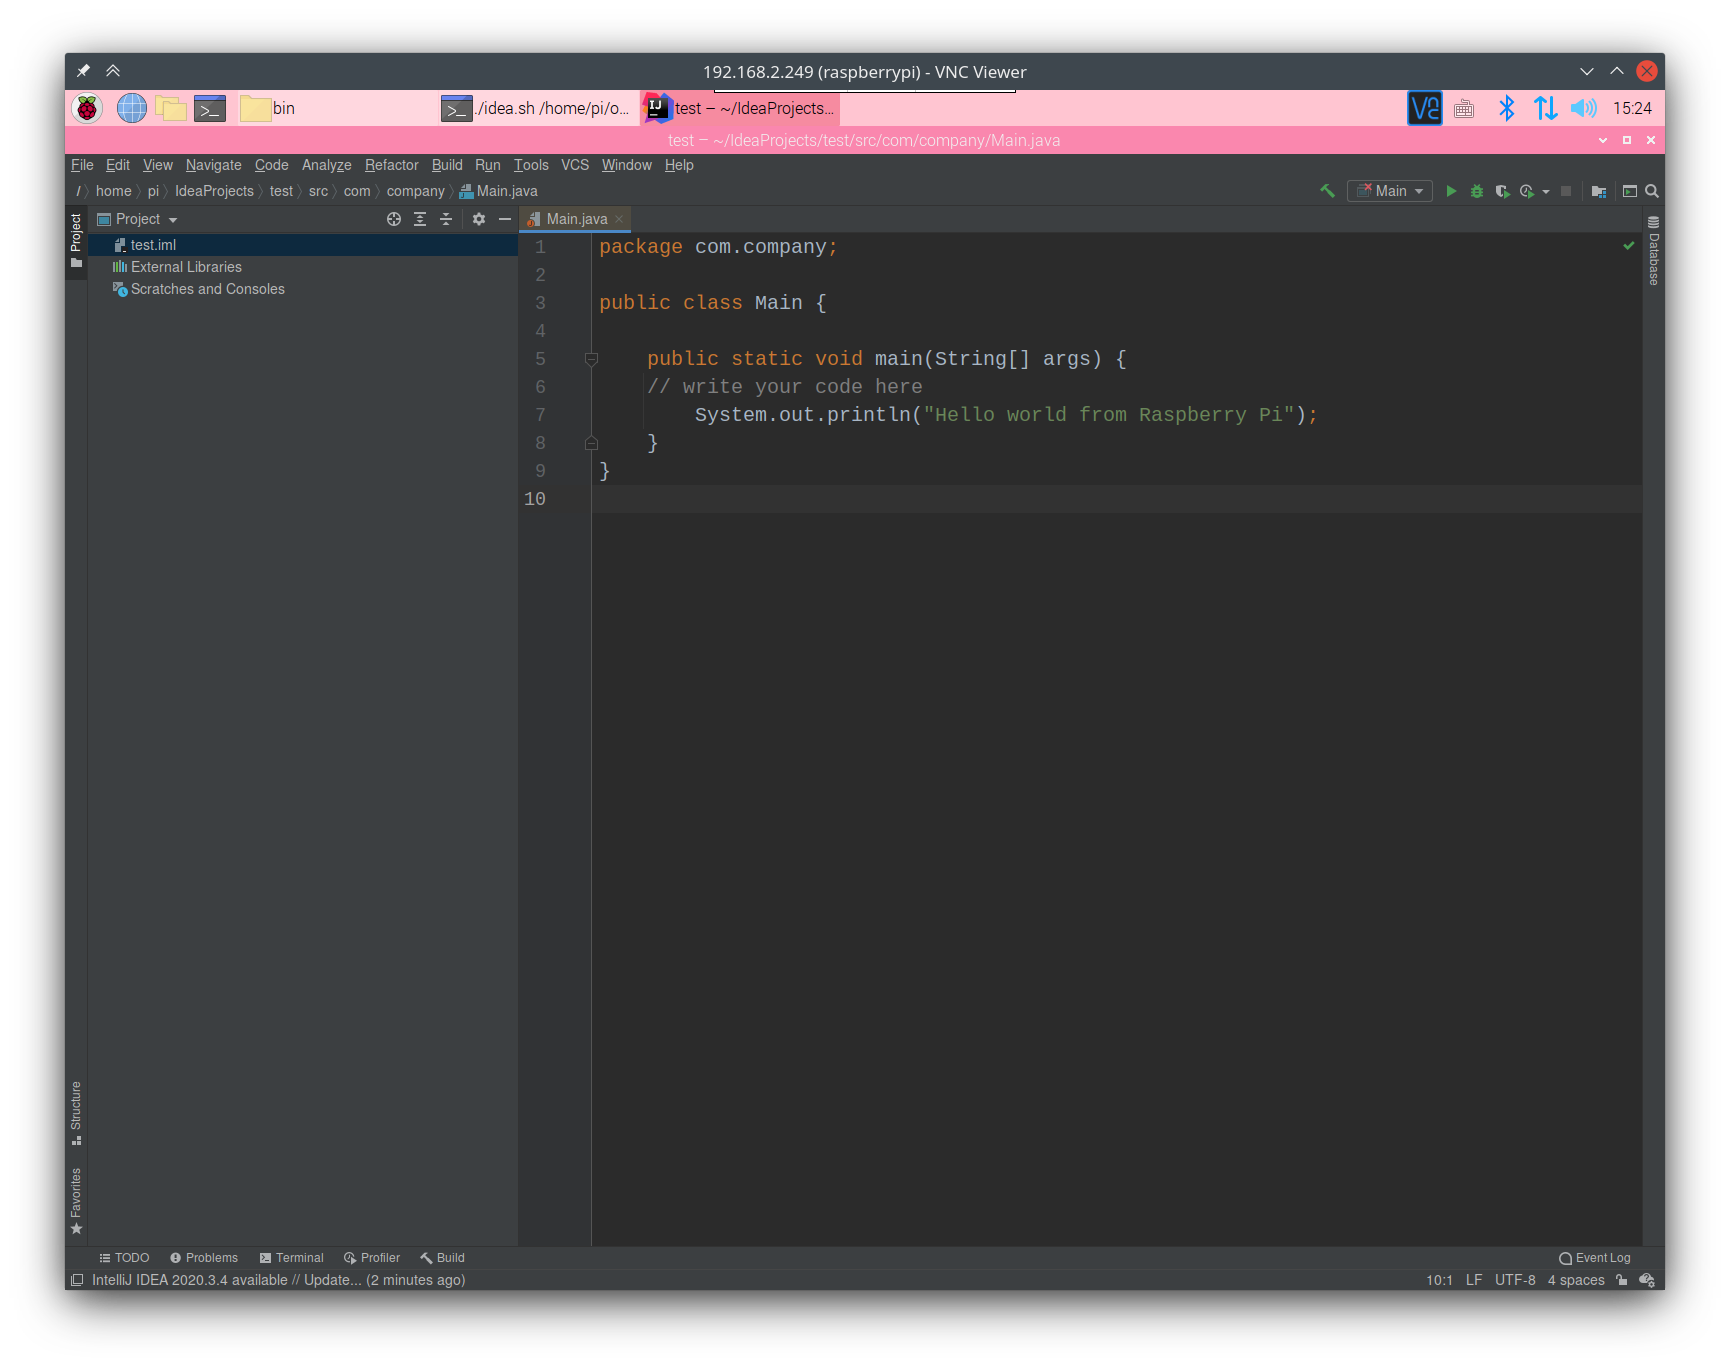 192.168.2.249 (raspberrypi) - VNC Viewer
bin
./idea.sh /home/pi/o...
IJ
test – ~/IdeaProjects...
15:24
test – ~/IdeaProjects/test/src/com/company/Main.java
File Edit View Navigate Code Analyze Refactor Build Run Tools VCS Window Help
/ home pi IdeaProjects test src com company Main.java
Main
Project
Project
Main.java
test.iml
External Libraries
Scratches and Consoles
1 package com.company;
2
3 public class Main {
4
5 public static void main(String[] args) {
6 // write your code here
7 System.out.println("Hello world from Raspberry Pi");
8 }
9 }
10
Database
Structure
Favorites
TODO Problems Terminal Profiler Build
Event Log
IntelliJ IDEA 2020.3.4 available // Update... (2 minutes ago)
10:1 LF UTF-8 4 spaces